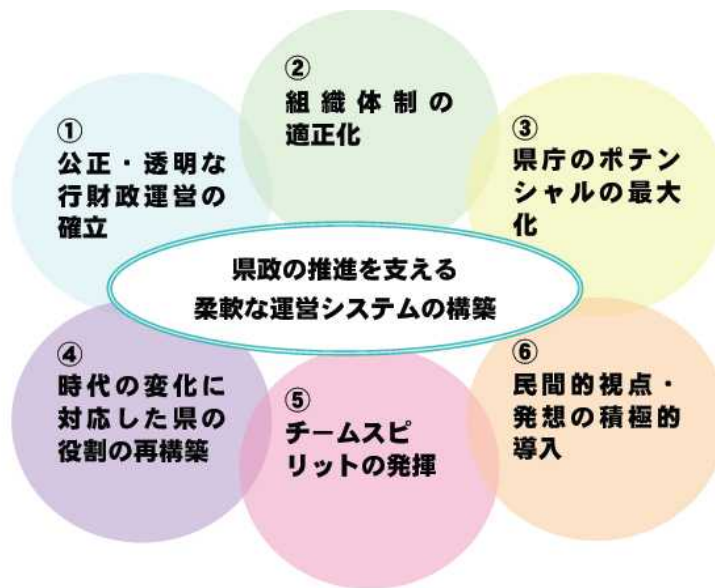 ①
公正・透明な
行財政運営の
確立
②
組織体制の
適正化
③
県庁のポテン
シャルの最大
化
県政の推進を支える
柔軟な運営システムの構築
④
時代の変化に
対応した県の
役割の再構築
⑤
チームスピ
リットの発揮
⑥
民間的視点・
発想の積極的
導入